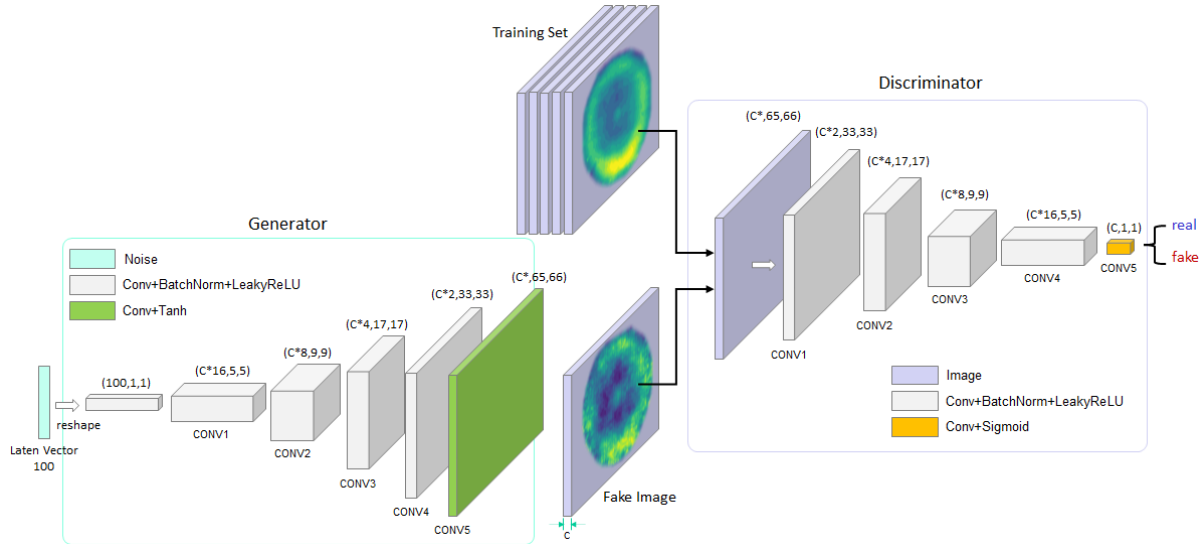 Training Set
Discriminator
(C*,65,66)
(C*2,33,33)
(C*4,17,17)
(C*8,9,9)
(C*16,5,5)
(C,1,1)
real
fake
CONV5
CONV4
CONV3
CONV2
CONV1
Image
Conv+BatchNorm+LeakyReLU
Conv+Sigmoid
Generator
Noise
Conv+BatchNorm+LeakyReLU
Conv+Tanh
(C*,65,66)
(C*2,33,33)
(C*4,17,17)
(C*8,9,9)
(C*16,5,5)
(100,1,1)
reshape
Laten Vector
100
CONV1
CONV2
CONV3
CONV4
CONV5
Fake Image
C